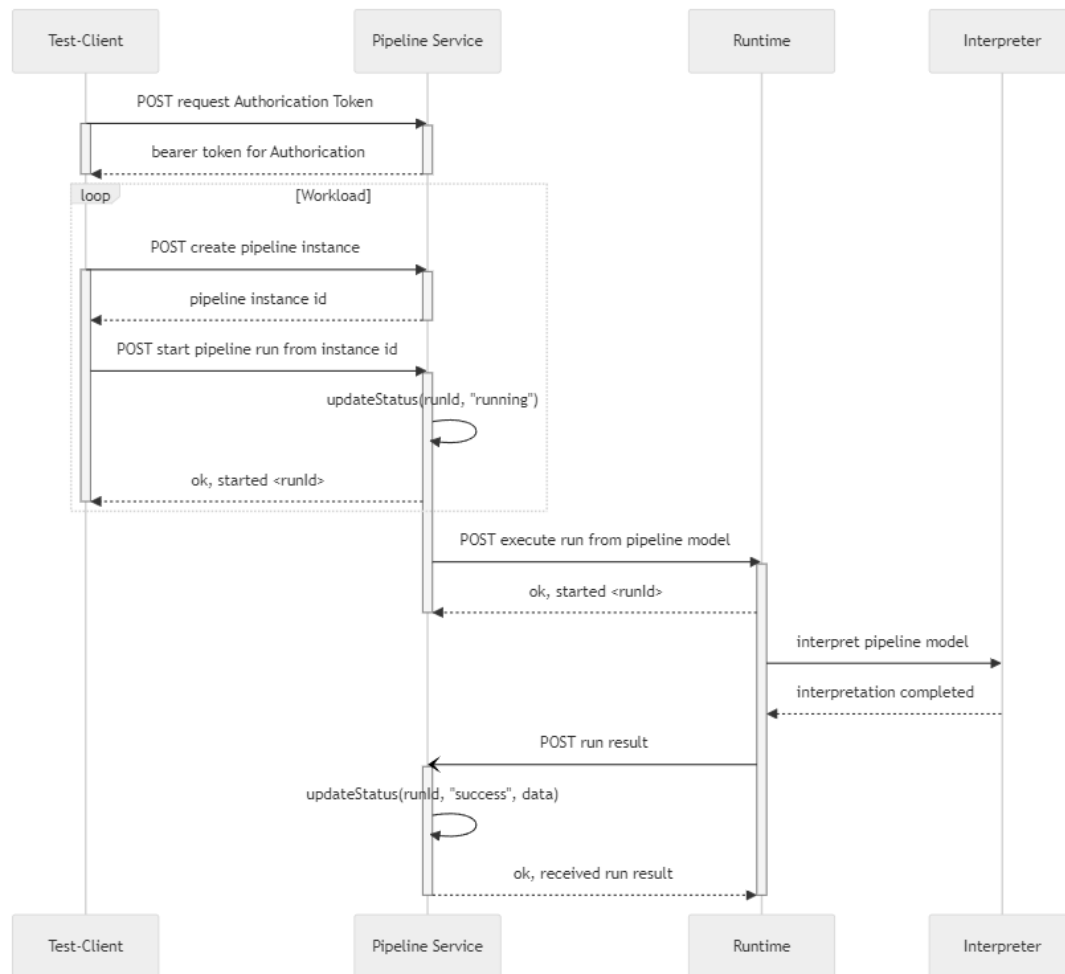 Test-Client
Pipeline Service
Runtime
Interpreter
POST request Authorication Token
bearer token for Authorication
loop
[Workload]
POST create pipeline instance
pipeline instance id
POST start pipeline run from instance id
updateStatus(runId, "running")
ok, started <runId>
POST execute run from pipeline model
ok, started <runId>
interpret pipeline model
interpretation completed
POST run result
updateStatus(runId, "success", data)
ok, received run result
Test-Client
Pipeline Service
Runtime
Interpreter